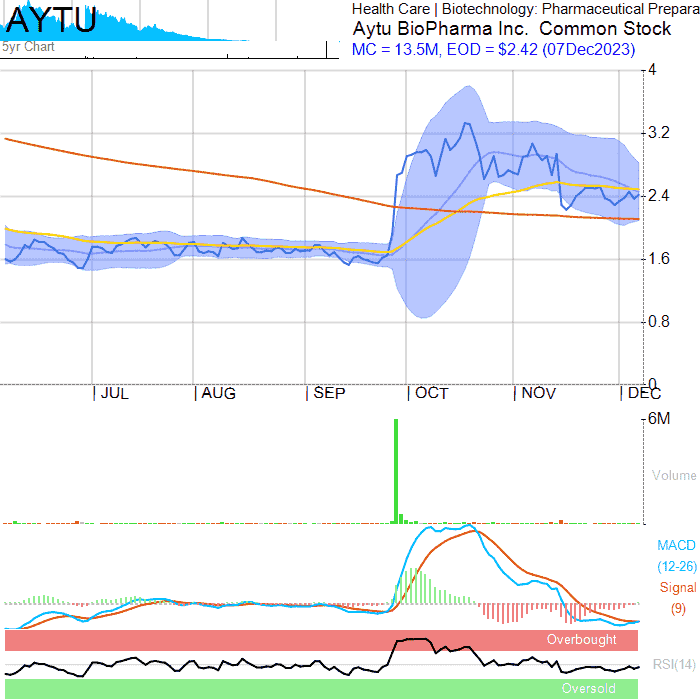 AYTU
5yr Chart
Health Care | Biotechnology: Pharmaceutical Prepara
Aytu BioPharma Inc. Common Stock
MC = 13.5M, EOD = $2.42 (07Dec2023)
4
3.2
2.4
1.6
0.8
0
JUL AUG SEP OCT NOV DEC
6M
Volume
MACD
(12-26)
Signal
(9)
Overbought
RSI(14)
Oversold